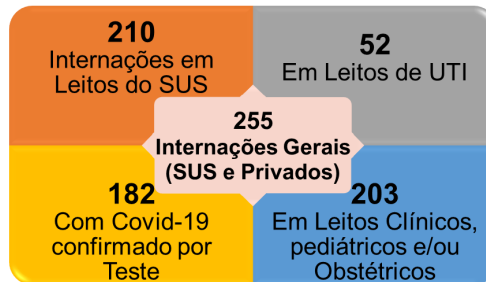 210
Internações em
Leitos do SUS
52
Em Leitos de UTI
255
Internações Gerais
(SUS e Privados)
182
Com Covid-19
confirmado por
Teste
203
Em Leitos Clínicos,
pediátricos e/ou
Obstétricos